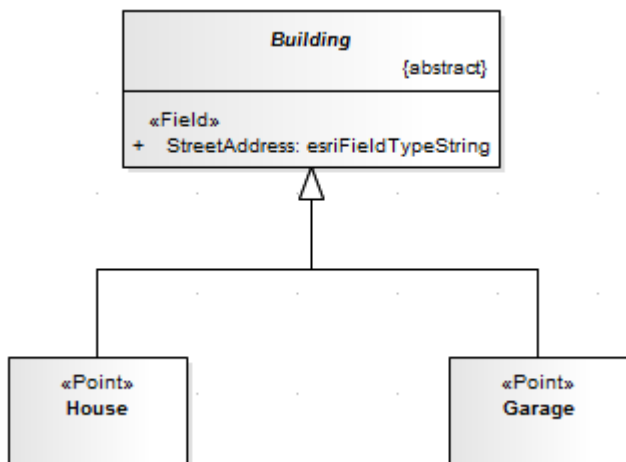 Building
{abstract}
«Field»
+ StreetAddress: esriFieldTypeString
«Point»
House
«Point»
Garage